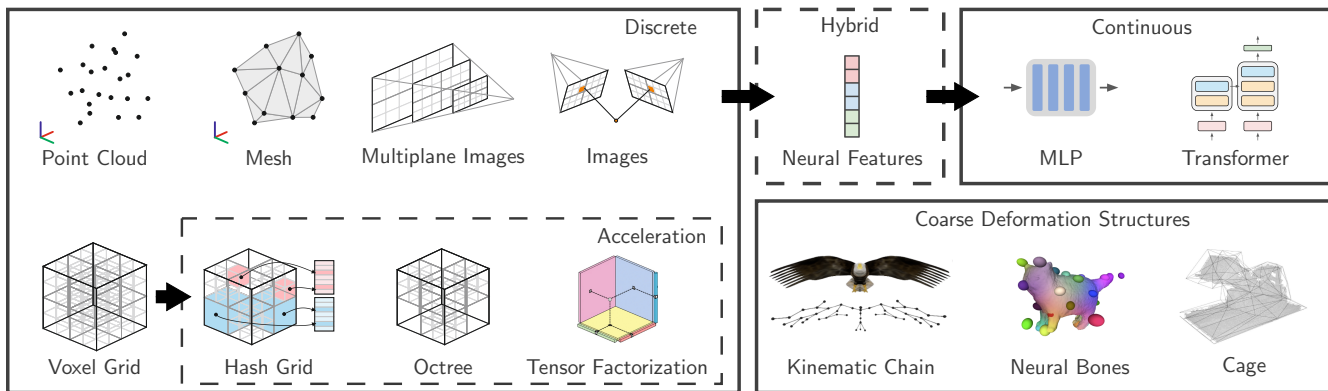 Discrete
Point Cloud
Mesh
Multiplane Images
Images
Hybrid
Neural Features
Continuous
MLP
Transformer
Acceleration
Voxel Grid
Hash Grid
Octree
Tensor Factorization
Coarse Deformation Structures
Kinematic Chain
Neural Bones
Cage